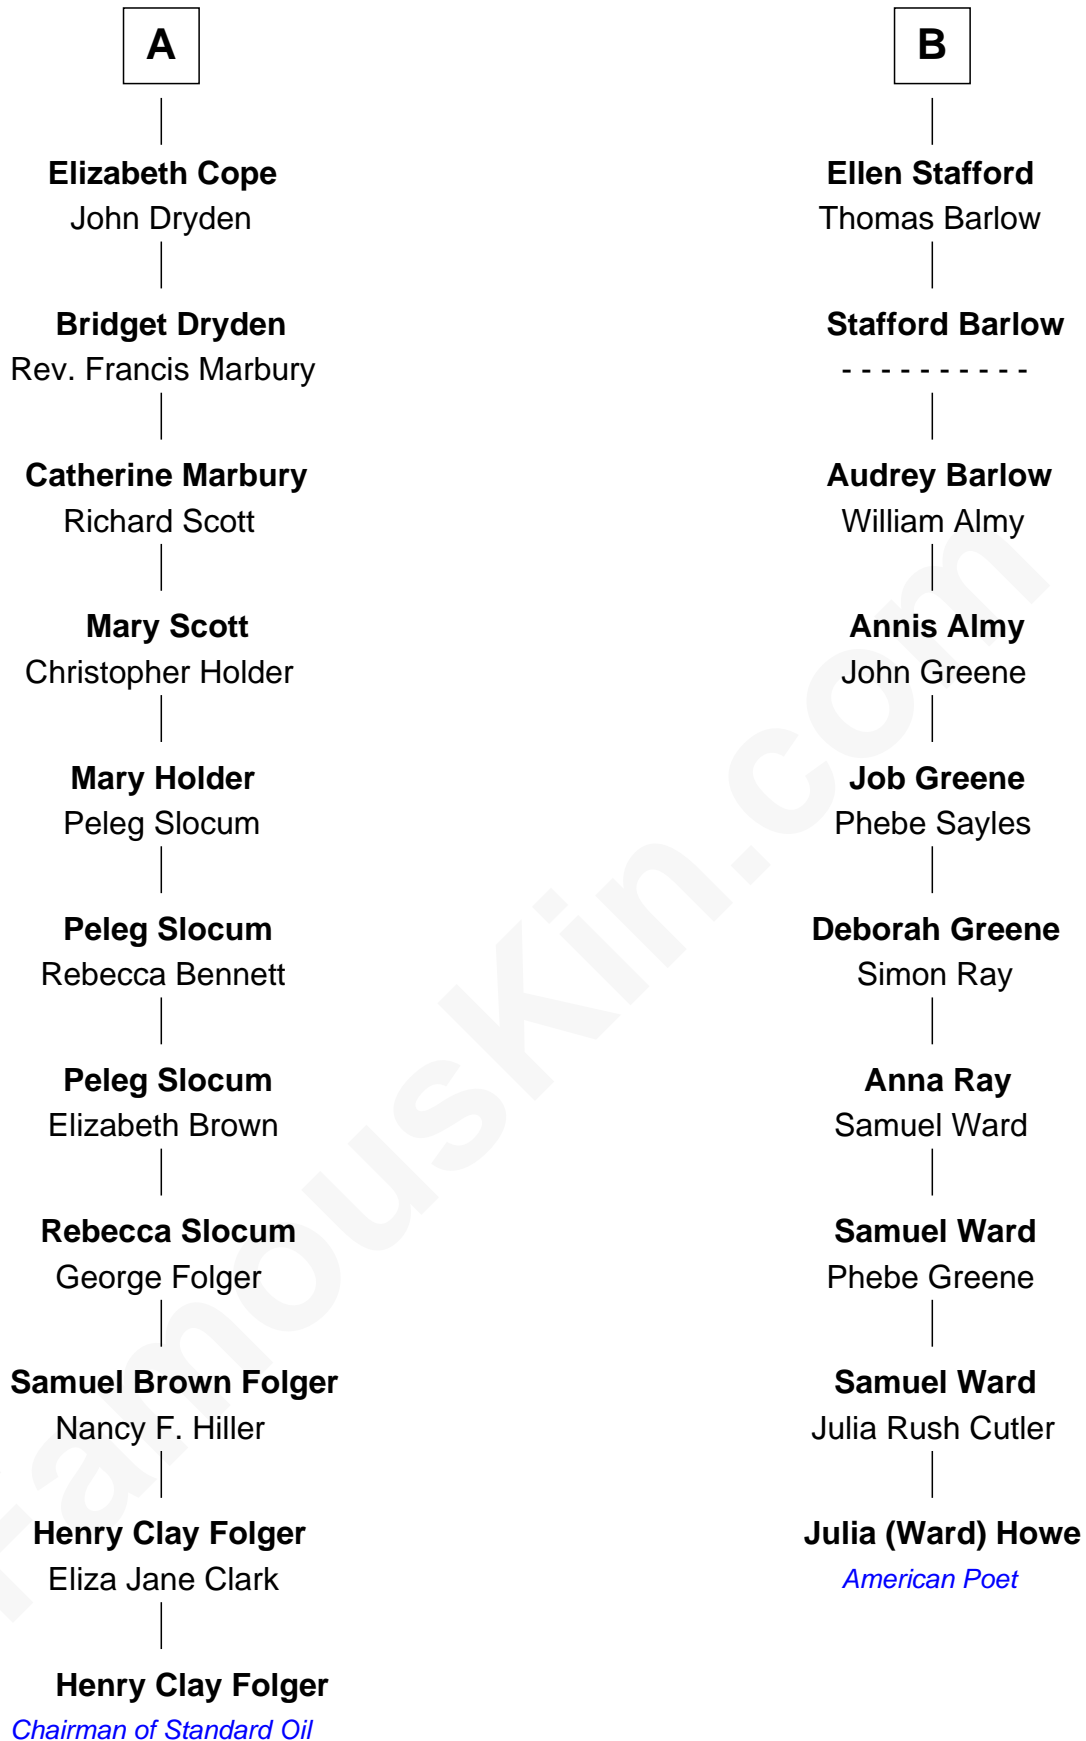 A
Elizabeth Cope
John Dryden
Bridget Dryden
Rev. Francis Marbury
Catherine Marbury
Richard Scott
Mary Scott
Christopher Holder
Mary Holder
Peleg Slocum
Peleg Slocum
Rebecca Bennett
Peleg Slocum
Elizabeth Brown
Rebecca Slocum
George Folger
Samuel Brown Folger
Nancy F. Hiller
Henry Clay Folger
Eliza Jane Clark
Henry Clay Folger
Chairman of Standard Oil
B
Ellen Stafford
Thomas Barlow
Stafford Barlow
- - - - - - - - - -
Audrey Barlow
William Almy
Annis Almy
John Greene
Job Greene
Phebe Sayles
Deborah Greene
Simon Ray
Anna Ray
Samuel Ward
Samuel Ward
Phebe Greene
Samuel Ward
Julia Rush Cutler
Julia (Ward) Howe
American Poet
FamousKin.com